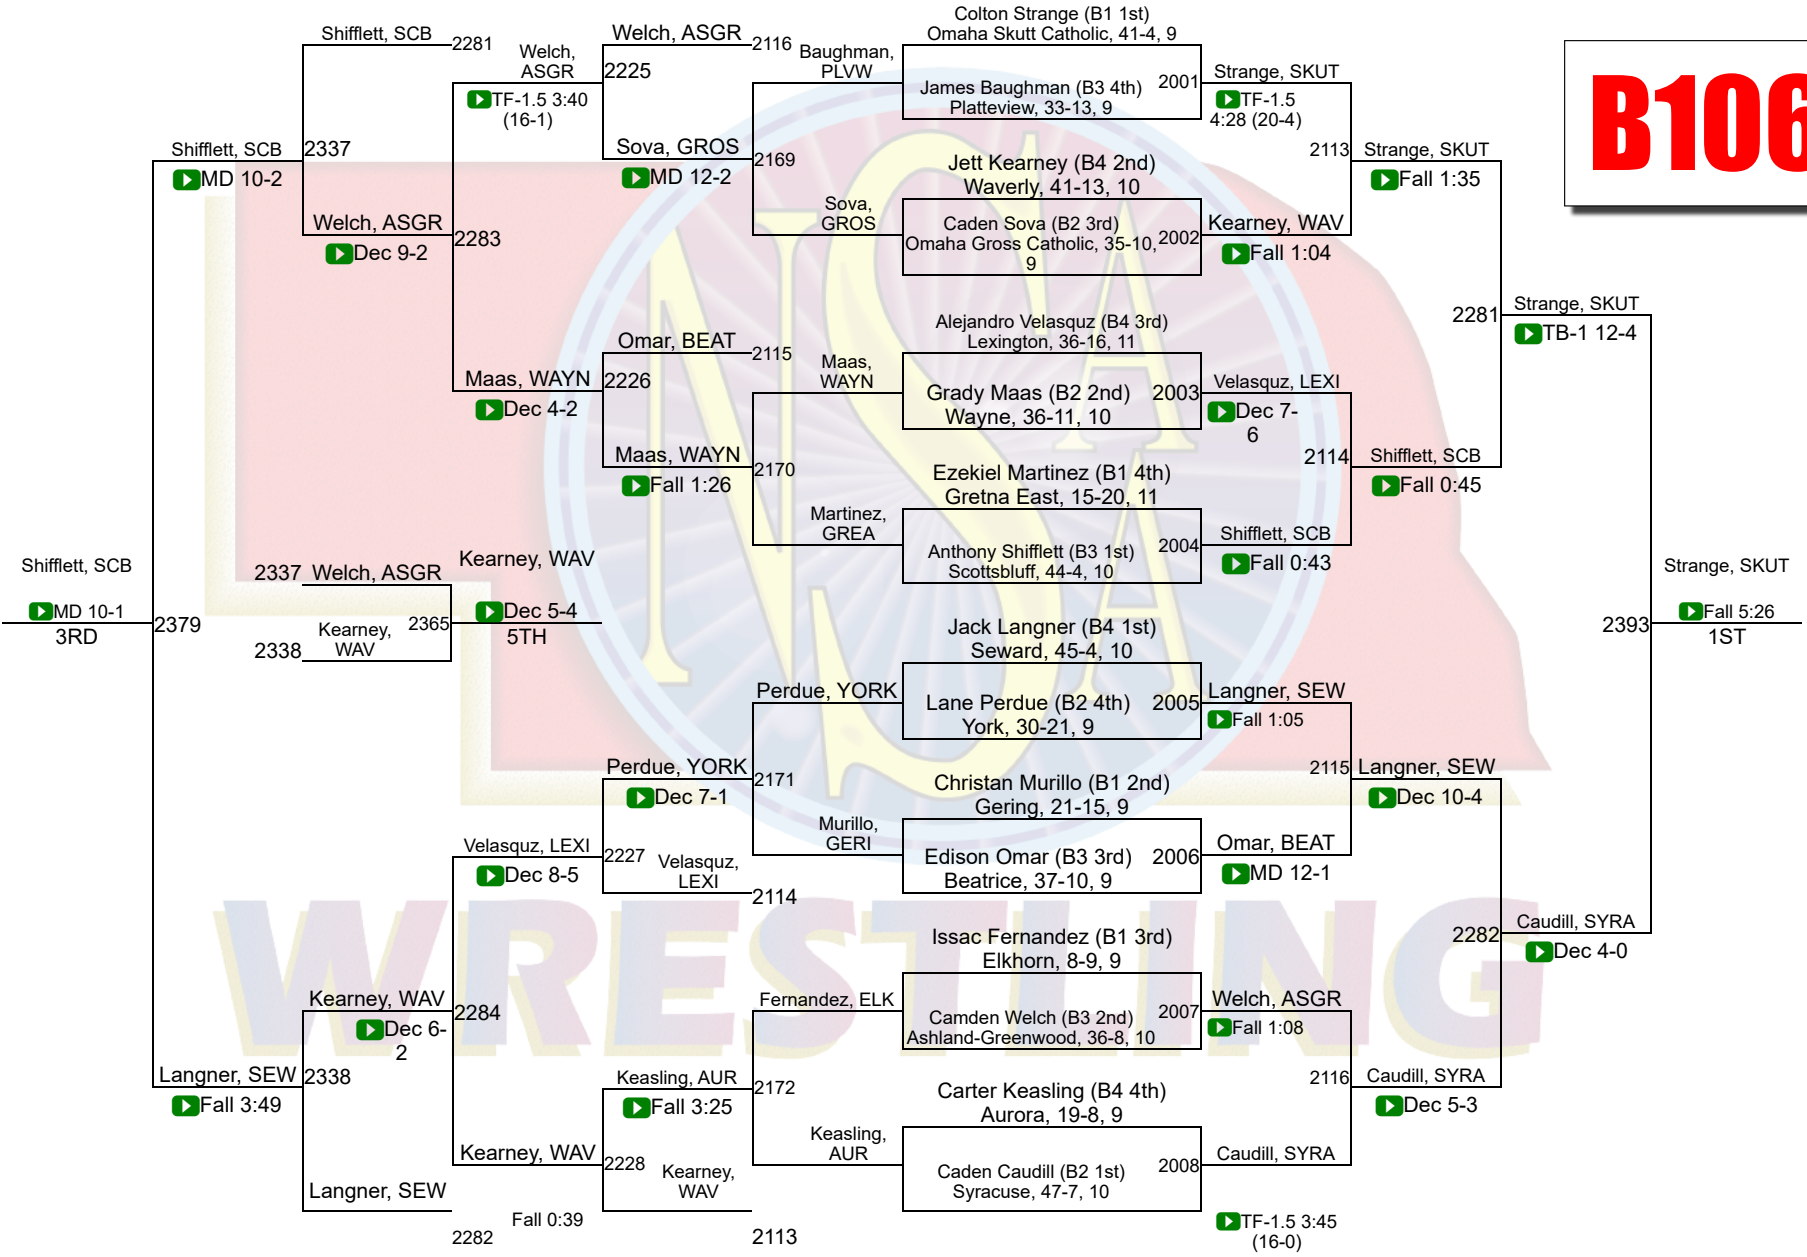 Colton Strange (B1 1st)
Omaha Skutt Catholic, 41-4, 9
James Baughman (B3 4th)
Platteview, 33-13, 9
2001
Jett Kearney (B4 2nd)
Waverly, 41-13, 10
Caden Sova (B2 3rd)
Omaha Gross Catholic, 35-10,
9
2002
Alejandro Velasquz (B4 3rd)
Lexington, 36-16, 11
Grady Maas (B2 2nd)
Wayne, 36-11, 10
2003
Ezekiel Martinez (B1 4th)
Gretna East, 15-20, 11
Anthony Shifflett (B3 1st)
Scottsbluff, 44-4, 10
2004
Jack Langner (B4 1st)
Seward, 45-4, 10
Lane Perdue (B2 4th)
York, 30-21, 9
2005
Christan Murillo (B1 2nd)
Gering, 21-15, 9
Edison Omar (B3 3rd)
Beatrice, 37-10, 9
2006
Issac Fernandez (B1 3rd)
Elkhorn, 8-9, 9
Camden Welch (B3 2nd)
Ashland-Greenwood, 36-8, 10
2007
Carter Keasling (B4 4th)
Aurora, 19-8, 9
Caden Caudill (B2 1st)
Syracuse, 47-7, 10
2008
Strange, SKUT
TF-1.5
4:28 (20-4)
Kearney, WAV
Fall 1:04
Velasquz, LEXI
Dec 7-
6
Shifflett, SCB
Fall 0:43
Langner, SEW
Fall 1:05
Omar, BEAT
MD 12-1
Welch, ASGR
Fall 1:08
Caudill, SYRA
TF-1.5 3:45
(16-0)
2113
Strange, SKUT
Fall 1:35
2114
Shifflett, SCB
Fall 0:45
2115
Langner, SEW
Dec 10-4
2116
Caudill, SYRA
Dec 5-3
2281
Strange, SKUT
TB-1 12-4
2282
Caudill, SYRA
Dec 4-0
2393
Strange, SKUT
Fall 5:26
1ST
B106
Baughman,
PLVW
Sova,
GROS
Maas,
WAYN
Martinez,
GREA
Perdue, YORK
Murillo,
GERI
Fernandez, ELK
Keasling,
AUR
Welch, ASGR
2116
Sova, GROS
MD 12-2
2169
Omar, BEAT
2115
Maas, WAYN
Fall 1:26
2170
Perdue, YORK
Dec 7-1
2171
Velasquz,
LEXI
2114
Keasling, AUR
Fall 3:25
2172
Kearney,
WAV
2113
Welch,
ASGR
TF-1.5 3:40
(16-1)
2225
Maas, WAYN
Dec 4-2
2226
Velasquz, LEXI
Dec 8-5
2227
Kearney, WAV
Fall 0:39
2228
Shifflett, SCB
2281
Welch, ASGR
Dec 9-2
2283
Kearney, WAV
Dec 6-
2
2284
Langner, SEW
2282
Shifflett, SCB
MD 10-2
2337
Langner, SEW
Fall 3:49
2338
2337
Welch, ASGR
2338
Kearney,
WAV
2365
Kearney, WAV
Dec 5-4
5TH
Shifflett, SCB
MD 10-1
3RD
2379
NSAA
WRESTLING